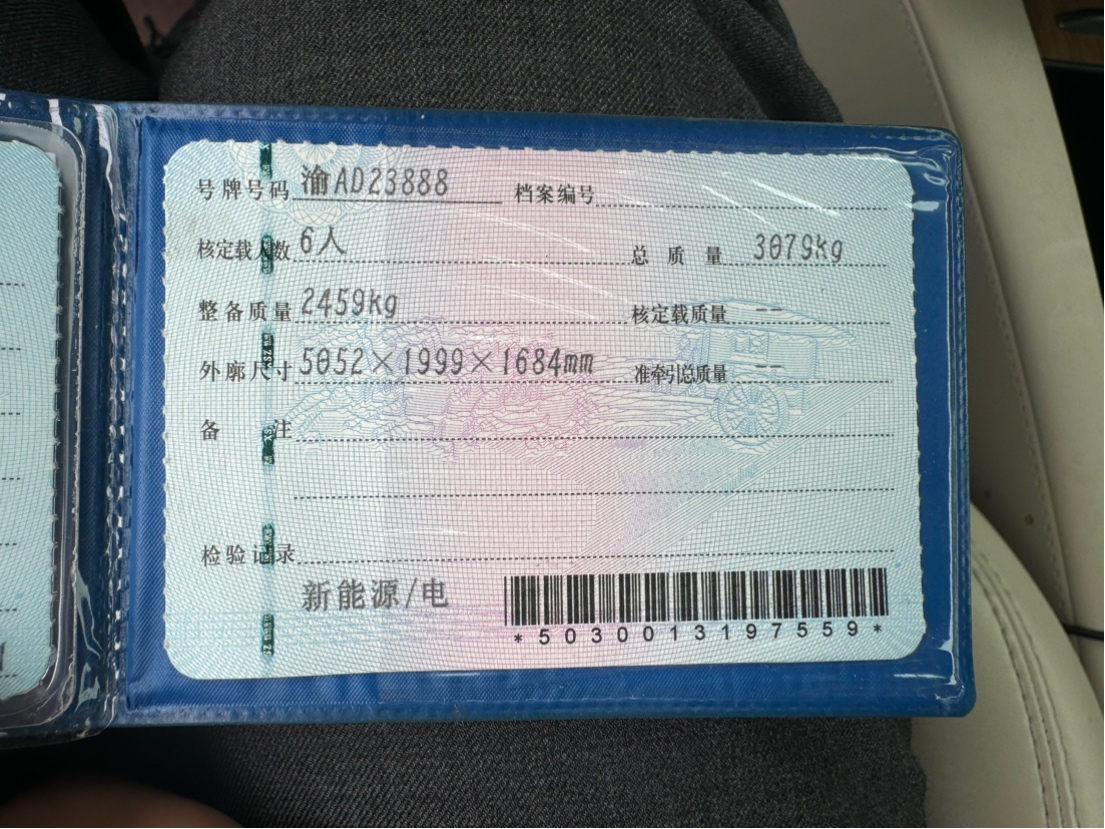 号牌号码 渝AD23888 档案编号
核定载人数 6人 总质量 3079kg
整备质量 2459kg 核定载质量 --
外廓尺寸 5052×1999×1684mm 准牵引总质量 --
备注
检验记录
新能源/电
*5030013197559*